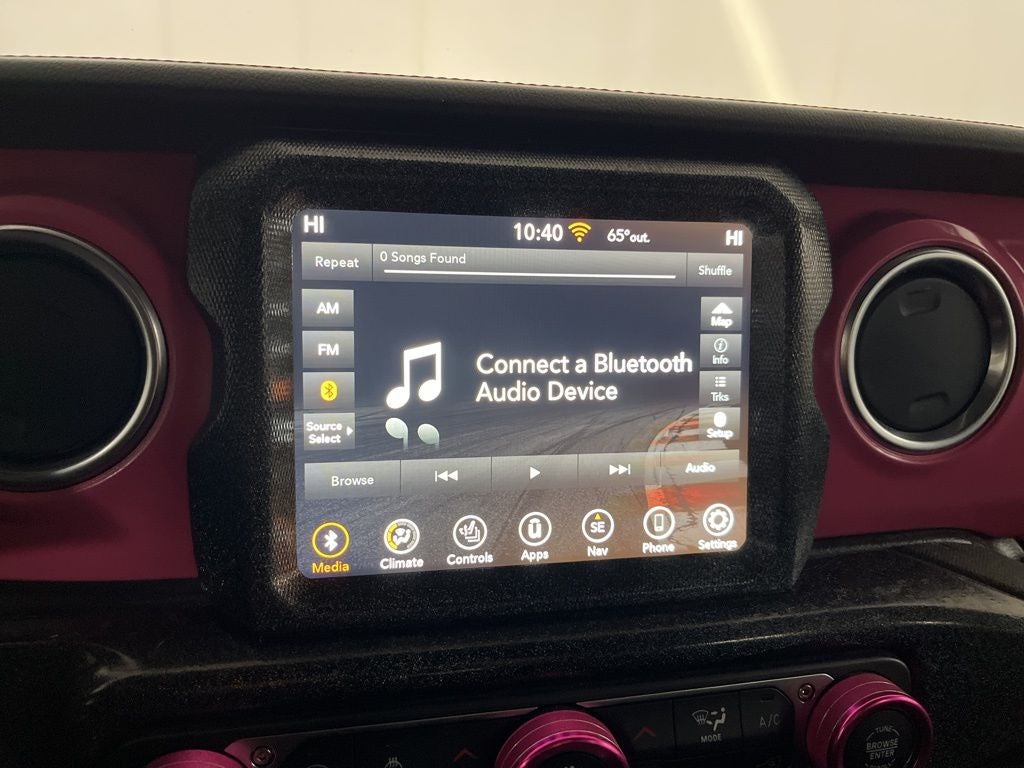 HI 10:40 65°out. HI
Repeat 0 Songs Found Shuffle
AM
FM
Source
Select
Connect a Bluetooth
Audio Device
Map
Info
Trks
Setup
Browse Audio
Media Climate Controls Apps SE Nav Phone Settings
MODE
A/C
TUNE
BROWSE
ENTER